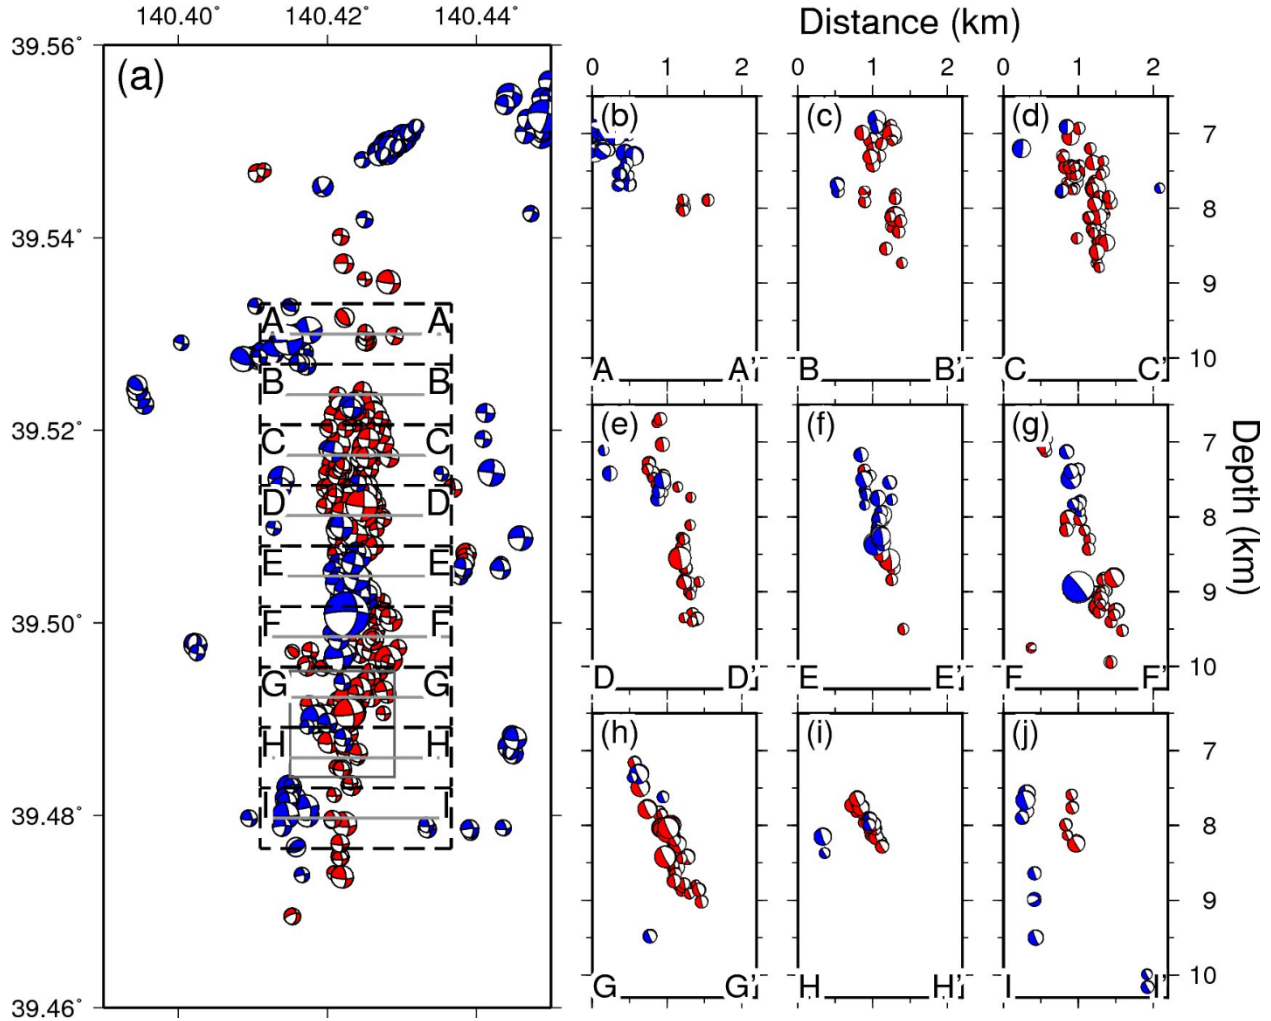 140.40° 140.42° 140.44°
Distance (km)
0 1 2 0 1 2 0 1 2
39.56°
39.54°
39.52°
39.50°
39.48°
39.46°
(a)
A A
B B
C C
D D
E E
F F
G G
H H
I I
(b) (c) (d)
7
8
9
10
A A' B B' C C'
(e) (f) (g)
7
8
9
10
D D' E E' F F'
(h) (i) (j)
7
8
9
10
G G' H H' I I'
Depth (km)